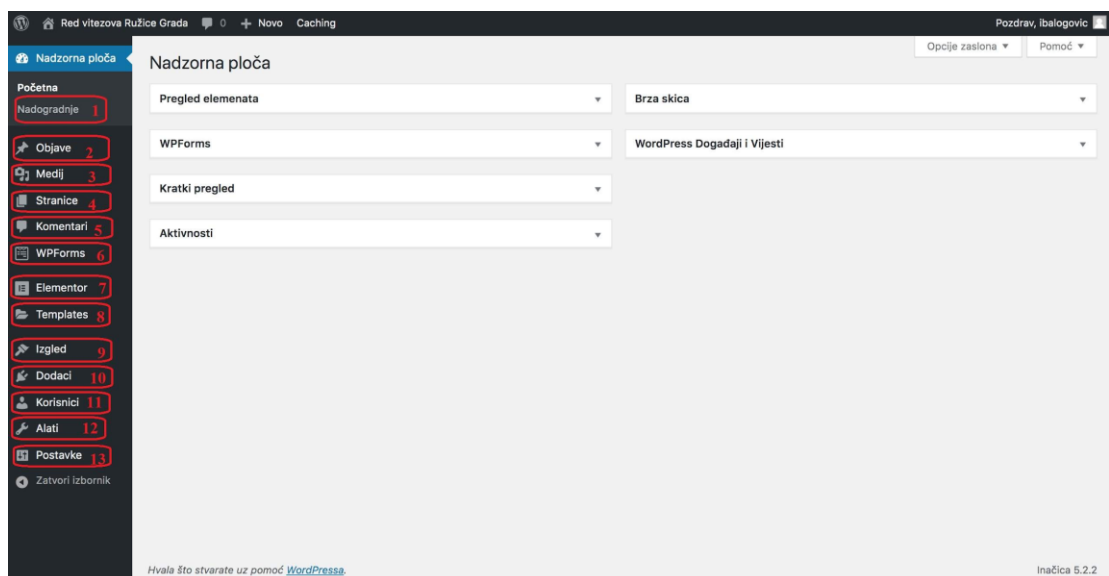 Red vitezova Ružice Grada 0 + Novo Caching Pozdrav, ibalogovic
Nadzorna ploča
Početna
Nadogradnje 1
Objave 2
Medij 3
Stranice 4
Komentari 5
WPForms 6
Elementor 7
Templates 8
Izgled 9
Dodaci 10
Korisnici 11
Alati 12
Postavke 13
Zatvori izbornik
Opcije zaslona ▼ Pomoć ▼
Nadzorna ploča
Pregled elemenata
WPForms
Kratki pregled
Aktivnosti
Brza skica
WordPress Događaji i Vijesti
Hvala što stvarate uz pomoć WordPressa. Inačica 5.2.2